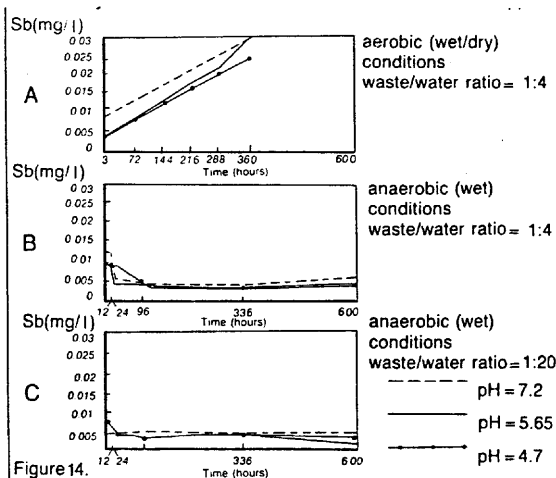 Sb(mg/l)
0 03
0.025
0.02
0.015
0 01
0 005
0
A
3 72 144 216 288 360 600
Time (hours)
aerobic (wet/dry)
conditions
waste/water ratio = 1:4
Sb(mg/l)
0 03
0.025
0.02
0.015
0.01
0 005
0
B
12 24 96 336 600
Time (hours)
anaerobic (wet)
conditions
waste/water ratio = 1:4
Sb(mg/l)
0.03
0.025
0.02
0.015
0.01
0.005
C
12 24 336 600
Time (hours)
anaerobic (wet)
conditions
waste/water ratio = 1:20
pH = 7.2
pH = 5.65
pH = 4.7
Figure 14.